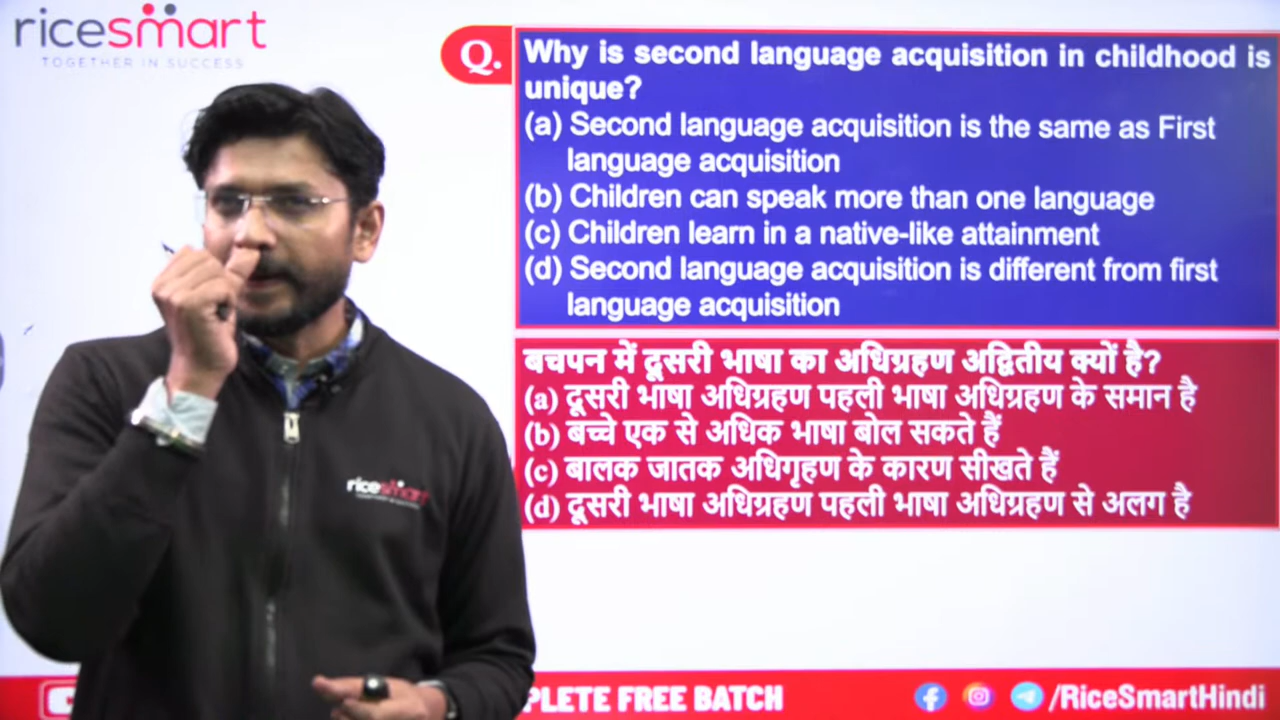 ricesmart
TOGETHER IN SUCCESS
Q.
Why is second language acquisition in childhood is
unique?
(a) Second language acquisition is the same as First
language acquisition
(b) Children can speak more than one language
(c) Children learn in a native-like attainment
(d) Second language acquisition is different from first
language acquisition
बचपन में दूसरी भाषा का अधिग्रहण अद्वितीय क्यों है?
(a) दूसरी भाषा अधिग्रहण पहली भाषा अधिग्रहण के समान है
(b) बच्चे एक से अधिक भाषा बोल सकते हैं
(c) बालक जातक अधिगृहण के कारण सीखते हैं
(d) दूसरी भाषा अधिग्रहण पहली भाषा अधिग्रहण से अलग है
ricesmart
PLETE FREE BATCH
/RiceSmartHindi